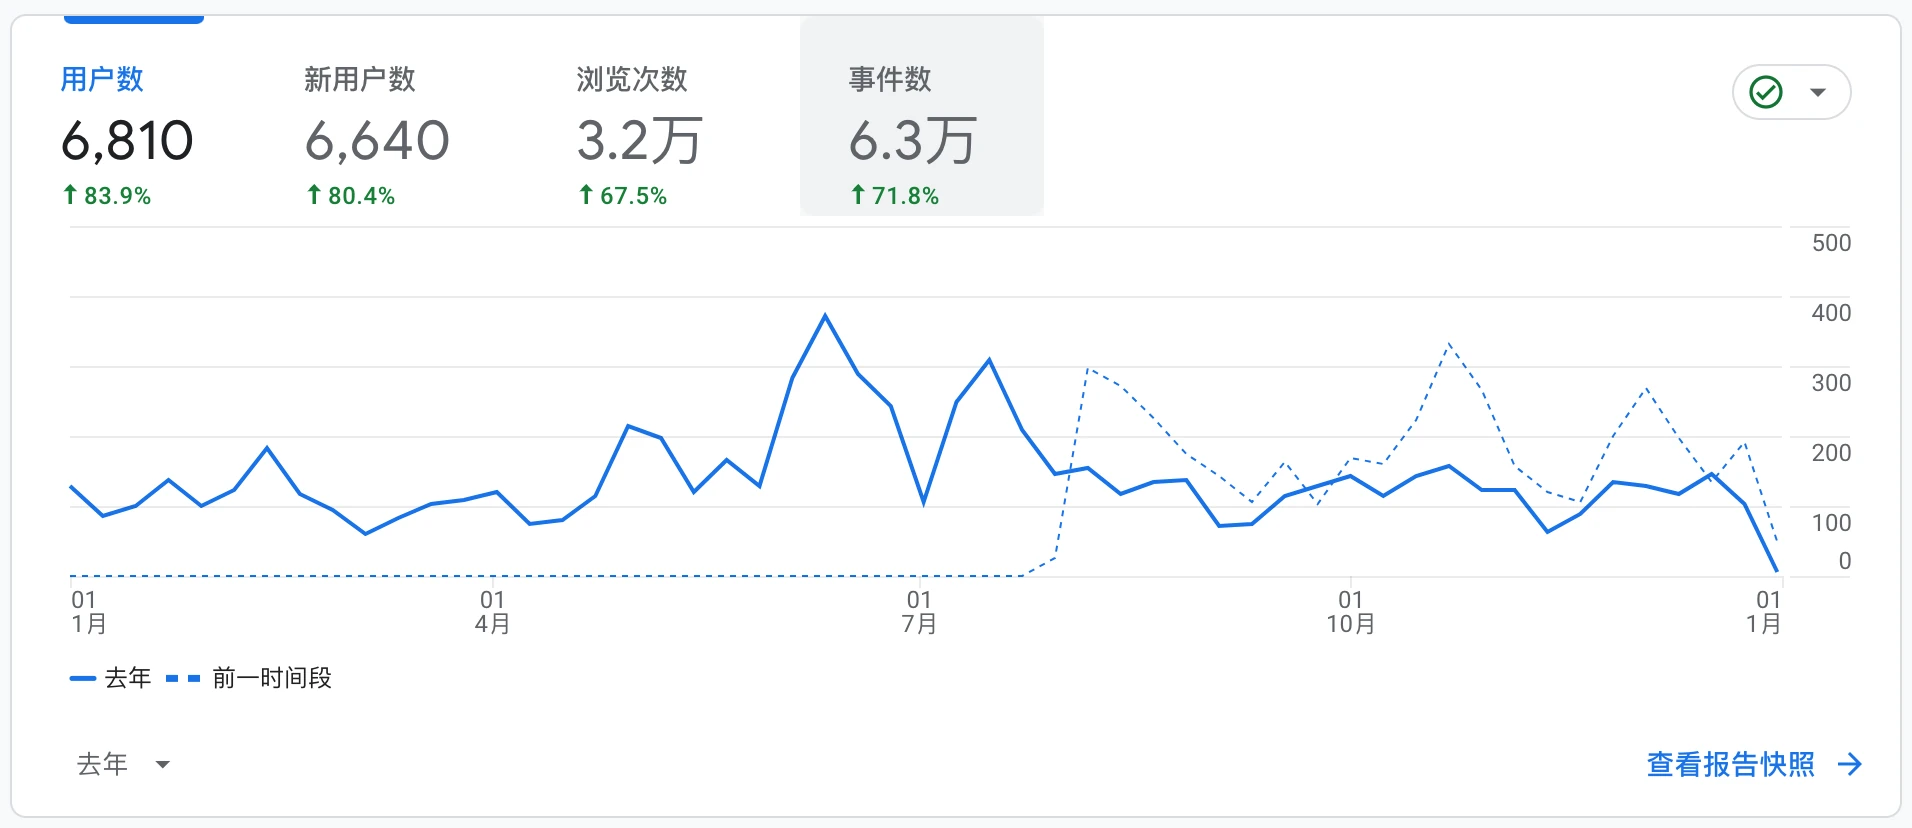 用户数
6,810
83.9%
新用户数
6,640
80.4%
浏览次数
3.2万
67.5%
事件数
6.3万
71.8%
500
400
300
200
100
0
01
1月
01
4月
01
7月
01
10月
01
1月
去年
前一时间段
去年
查看报告快照